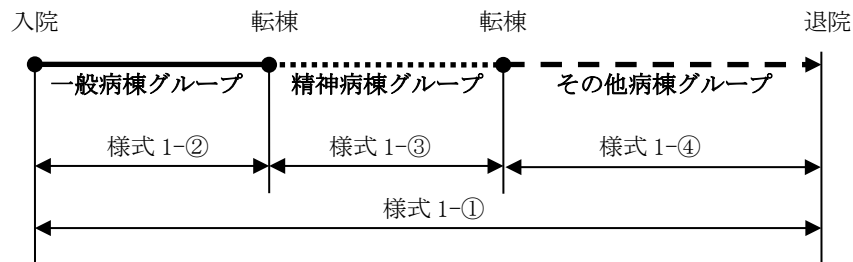 入院 転棟 転棟 退院
一般病棟グループ 精神病棟グループ その他病棟グループ
様式 1-② 様式 1-③ 様式 1-④
様式 1-①